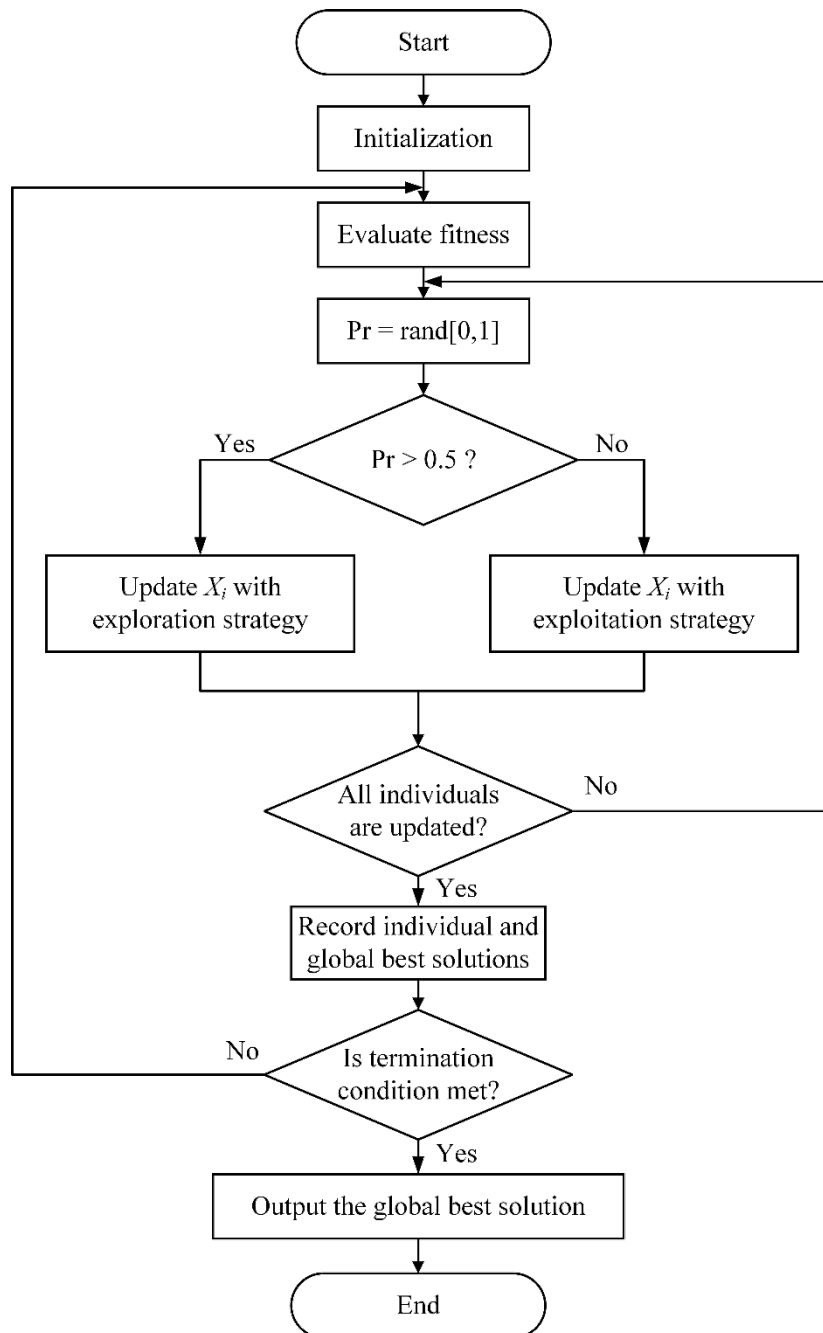 Start
Initialization
Evaluate fitness
Pr = rand[0,1]
Yes
Pr > 0.5 ?
No
Update Xi with
exploration strategy
Update Xi with
exploitation strategy
All individuals
are updated?
No
Yes
Record individual and
global best solutions
No
Is termination
condition met?
Yes
Output the global best solution
End